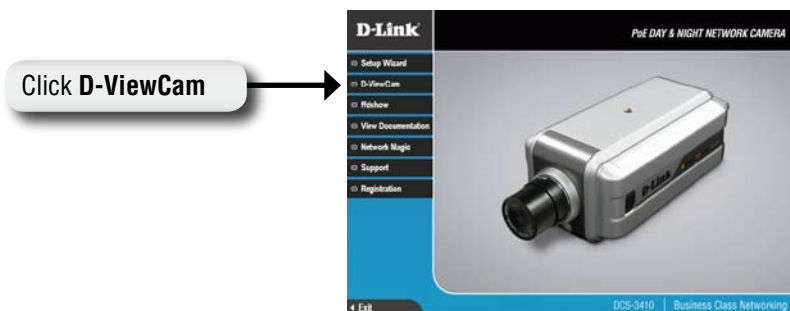 Click D-ViewCam
D-Link
PoE DAY & NIGHT NETWORK CAMERA
Setup Wizard
D-ViewCam
ffdshow
View Documentation
Network Magic
Support
Registration
D-Link
Exit
DCS-3410 | Business Class Networking